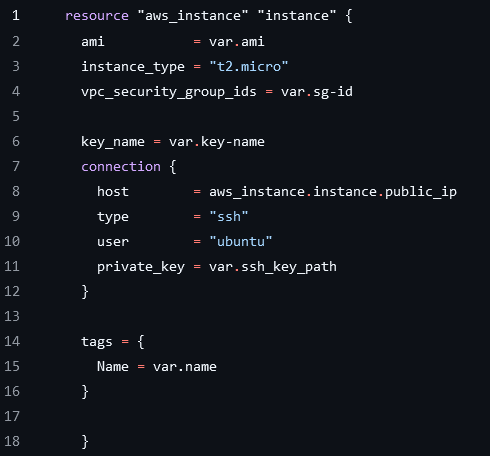 1 resource "aws_instance" "instance" {
2 ami = var.ami
3 instance_type = "t2.micro"
4 vpc_security_group_ids = var.sg-id
5
6 key_name = var.key-name
7 connection {
8 host = aws_instance.instance.public_ip
9 type = "ssh"
10 user = "ubuntu"
11 private_key = var.ssh_key_path
12 }
13
14 tags = {
15 Name = var.name
16 }
17
18 }